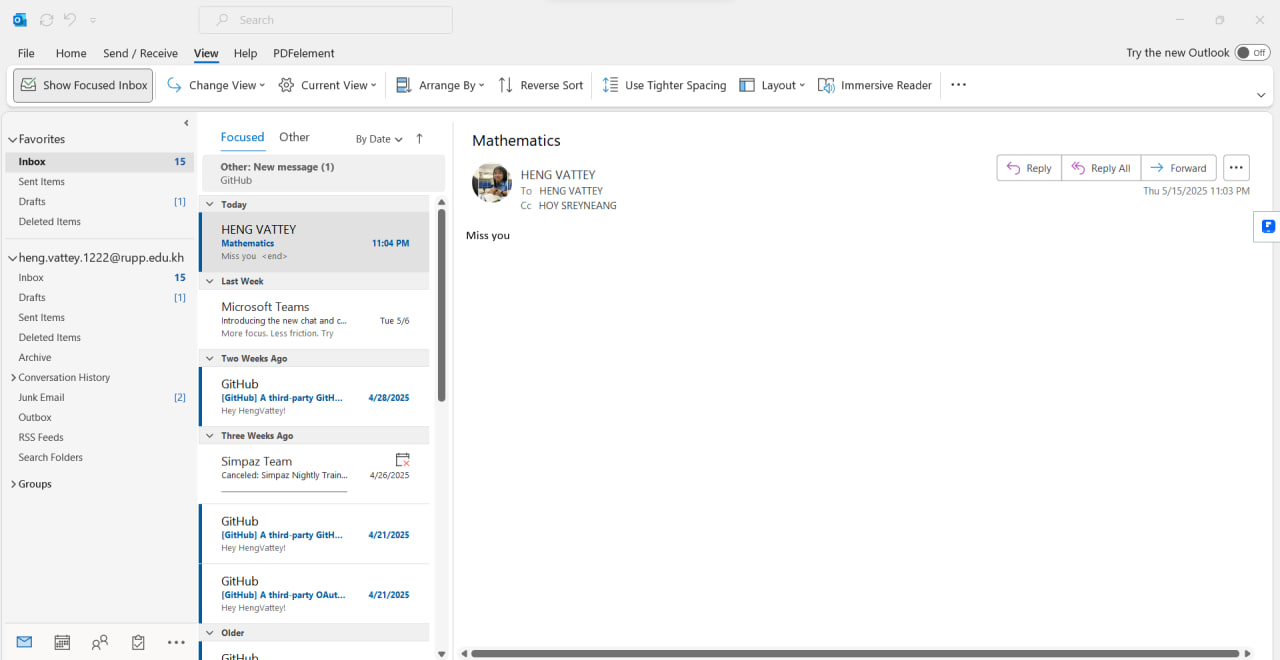 Search
File Home Send / Receive View Help PDFelement
Try the new Outlook Off
Show Focused Inbox Change View Current View Arrange By Reverse Sort Use Tighter Spacing Layout Immersive Reader
Favorites
Inbox 15
Sent Items
Drafts [1]
Deleted Items
heng.vattey.1222@rupp.edu.kh
Inbox 15
Drafts [1]
Sent Items
Deleted Items
Archive
Conversation History
Junk Email [2]
Outbox
RSS Feeds
Search Folders
Groups
Focused Other By Date
Other: New message (1)
GitHub
Today
HENG VATTEY
Mathematics 11:04 PM
Miss you <end>
Last Week
Microsoft Teams
Introducing the new chat and c... Tue 5/6
More focus. Less friction. Try
Two Weeks Ago
GitHub
[GitHub] A third-party GitH... 4/28/2025
Hey HengVattey!
Three Weeks Ago
Simpaz Team
Canceled: Simpaz Nightly Train... 4/26/2025
GitHub
[GitHub] A third-party GitH... 4/21/2025
Hey HengVattey!
GitHub
[GitHub] A third-party OAut... 4/21/2025
Hey HengVattey!
Older
GitHub
Mathematics
HENG VATTEY
To HENG VATTEY
Cc HOY SREYNEANG
Reply Reply All Forward
Thu 5/15/2025 11:03 PM
Miss you